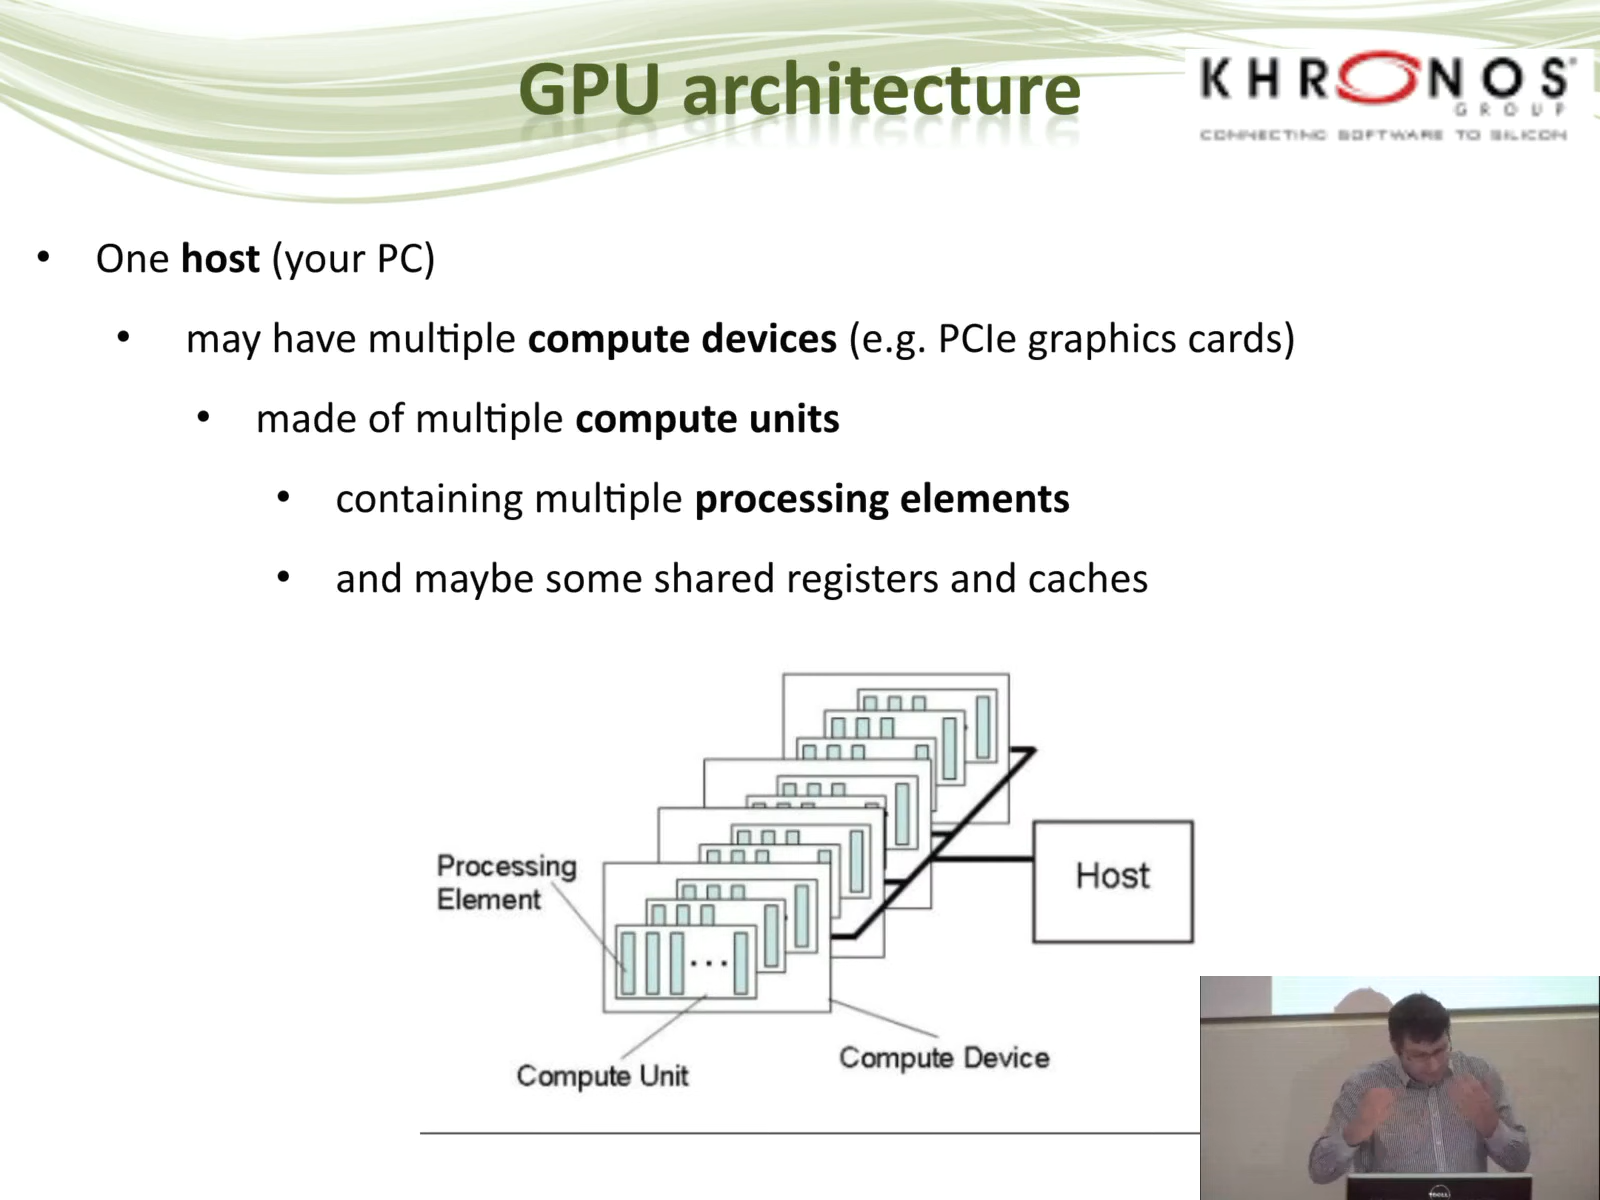 GPU architecture
KHRONOS
GROUP
CONNECTING SOFTWARE TO SILICON
• One host (your PC)
• may have multiple compute devices (e.g. PCIe graphics cards)
• made of multiple compute units
• containing multiple processing elements
• and maybe some shared registers and caches
Processing
Element
...
Host
Compute Unit
Compute Device
DELL